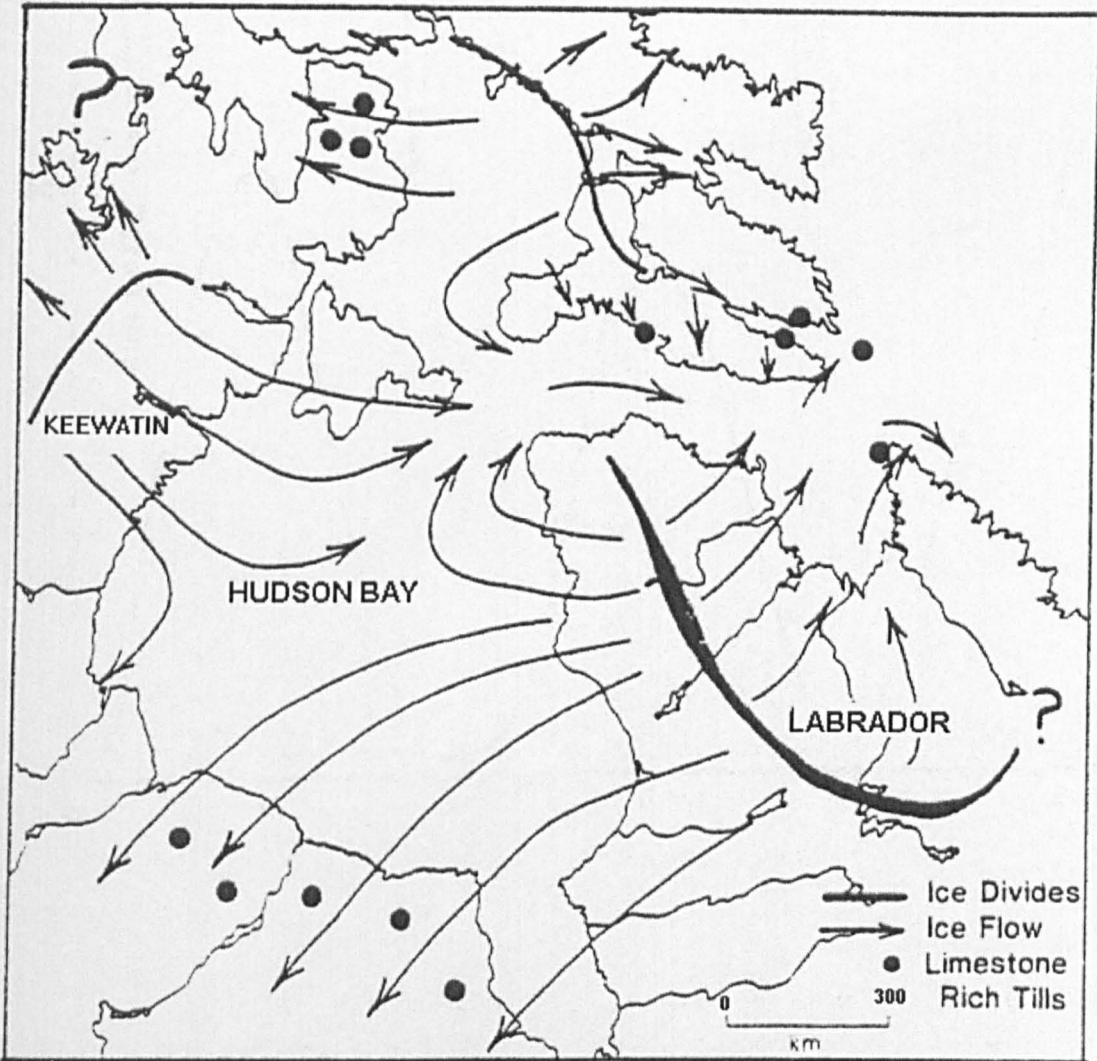 ?
KEEWATIN
HUDSON BAY
LABRADOR
?
Ice Divides
Ice Flow
Limestone
Rich Tills
0 300
km